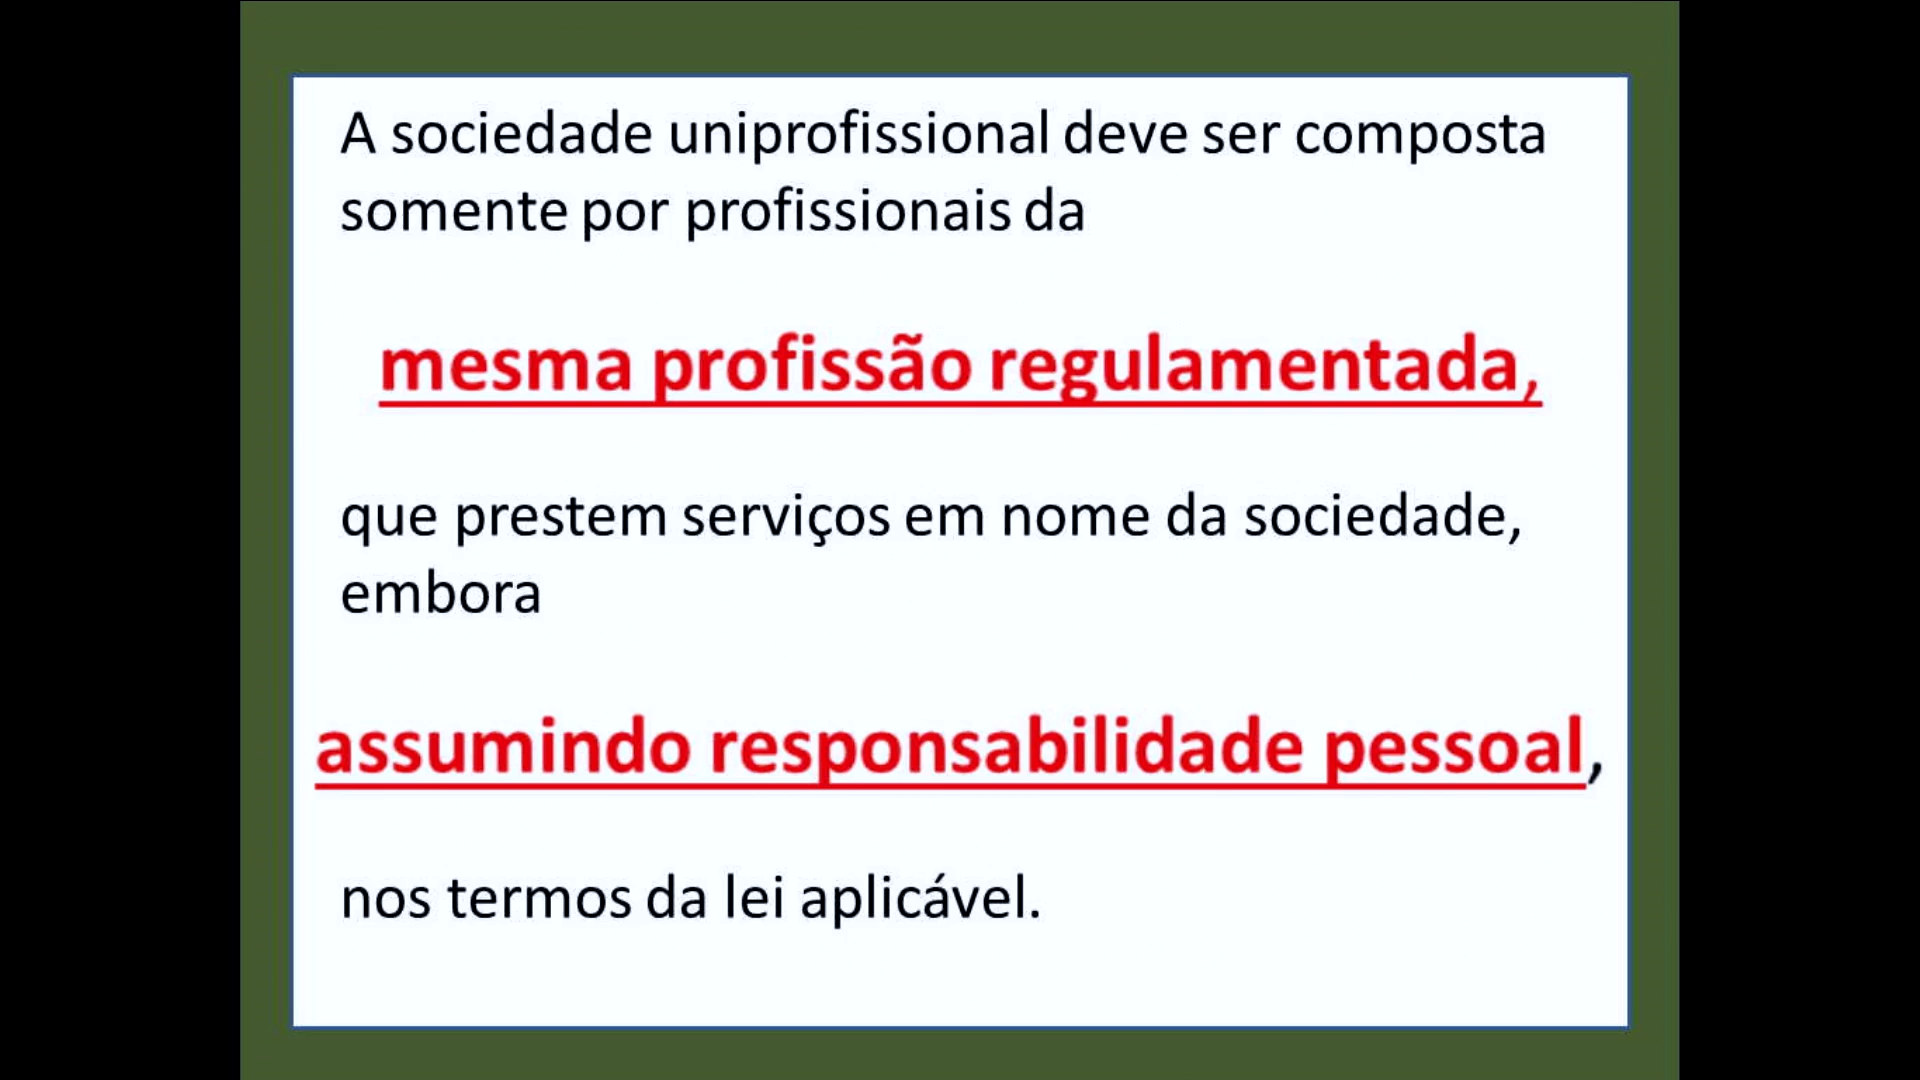 A sociedade uniprofissional deve ser composta
somente por profissionais da
mesma profissão regulamentada,
que prestem serviços em nome da sociedade,
embora
assumindo responsabilidade pessoal,
nos termos da lei aplicável.